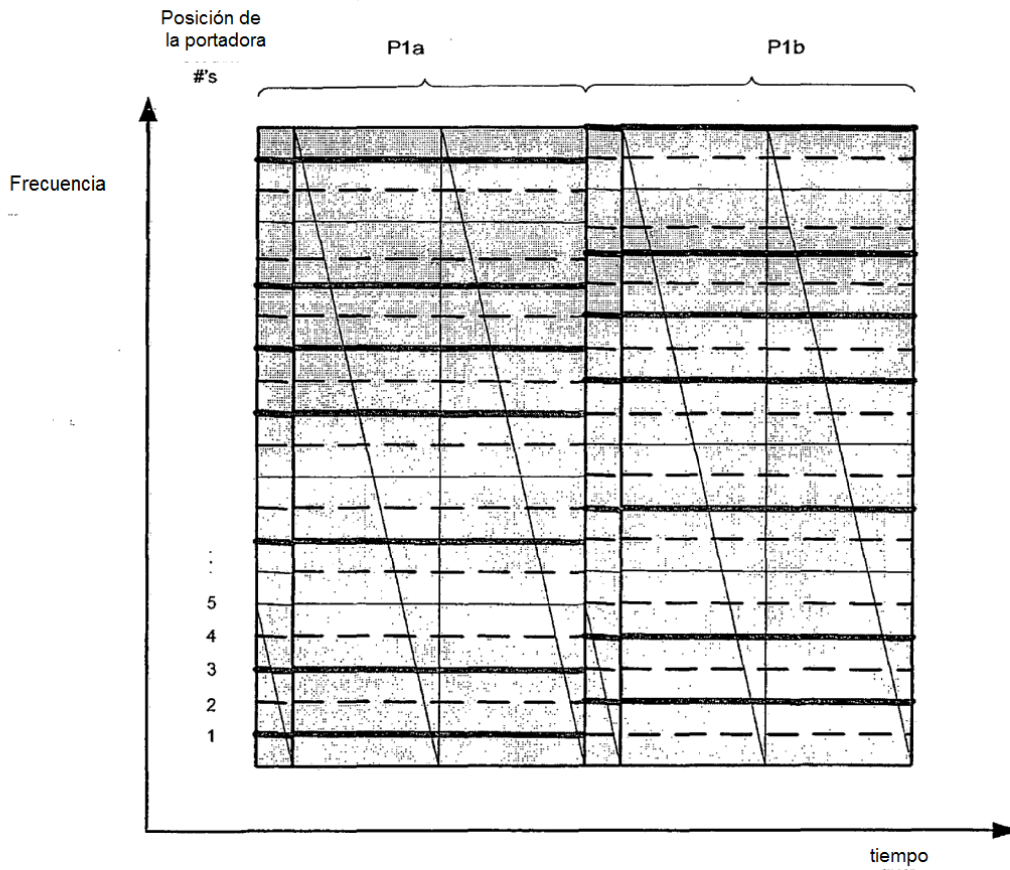 Posición de
la portadora
#'s
P1a
P1b
Frecuencia
:
5
4
3
2
1
tiempo